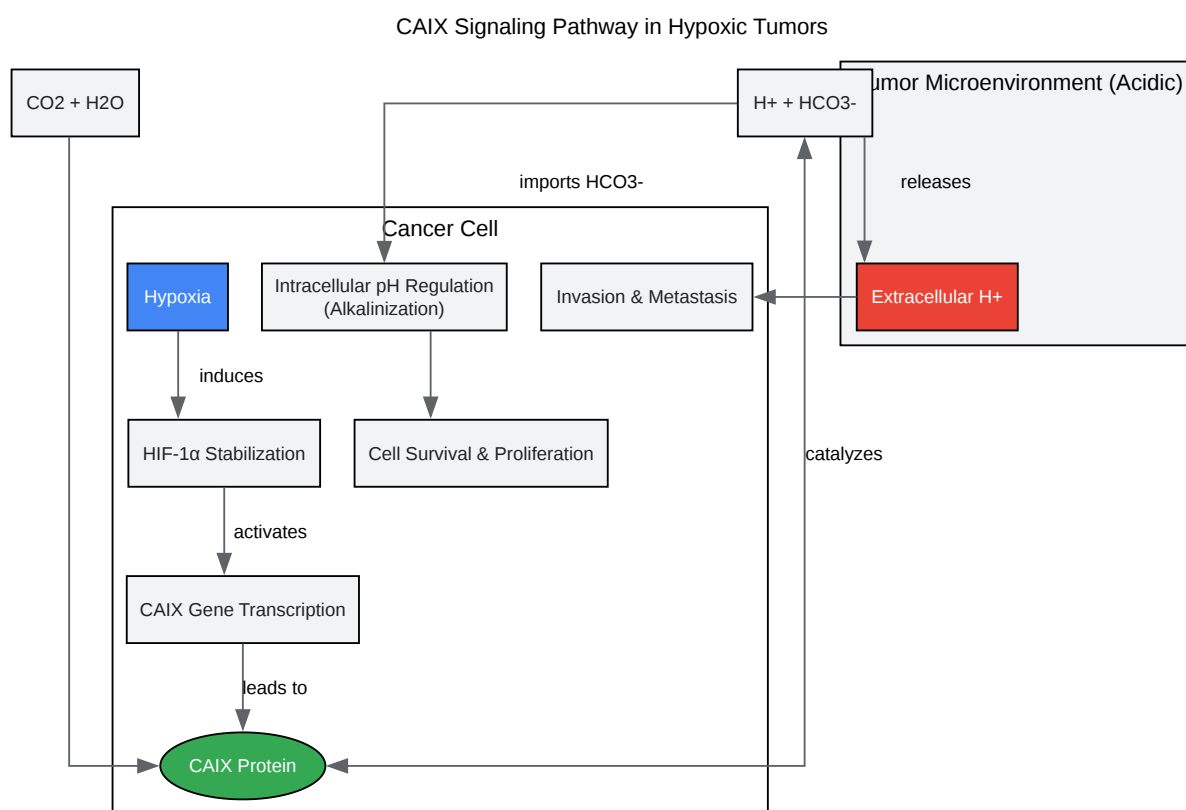 CAIX Signaling Pathway in Hypoxic Tumors
CO2 + H2O
H+ + HCO3-
umor Microenvironment (Acidic)
imports HCO3-
releases
Cancer Cell
Hypoxia
Intracellular pH Regulation
(Alkalinization)
Invasion & Metastasis
Extracellular H+
induces
HIF-1α Stabilization
Cell Survival & Proliferation
catalyzes
activates
CAIX Gene Transcription
leads to
CAIX Protein